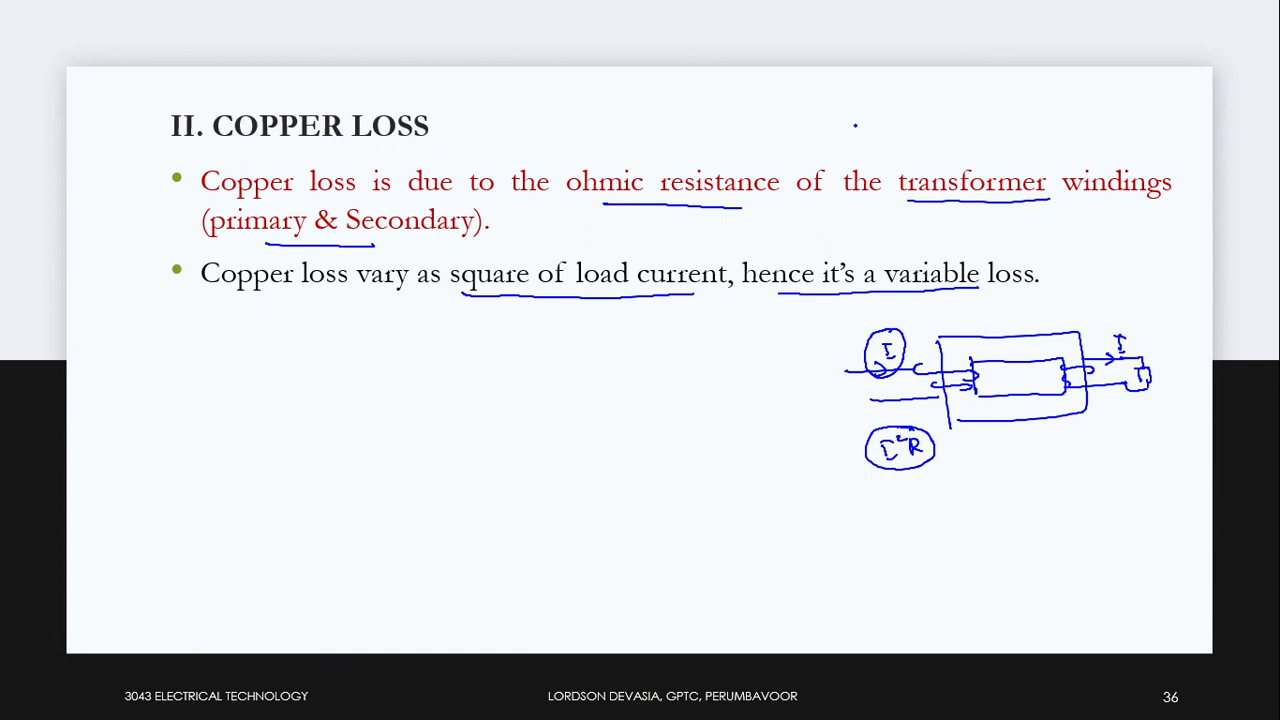 II. COPPER LOSS
• Copper loss is due to the ohmic resistance of the transformer windings
(primary & Secondary).
• Copper loss vary as square of load current, hence it's a variable loss.
I
I
I²R
3043 ELECTRICAL TECHNOLOGY
LORDSON DEVASIA, GPTC, PERUMBAVOOR
36